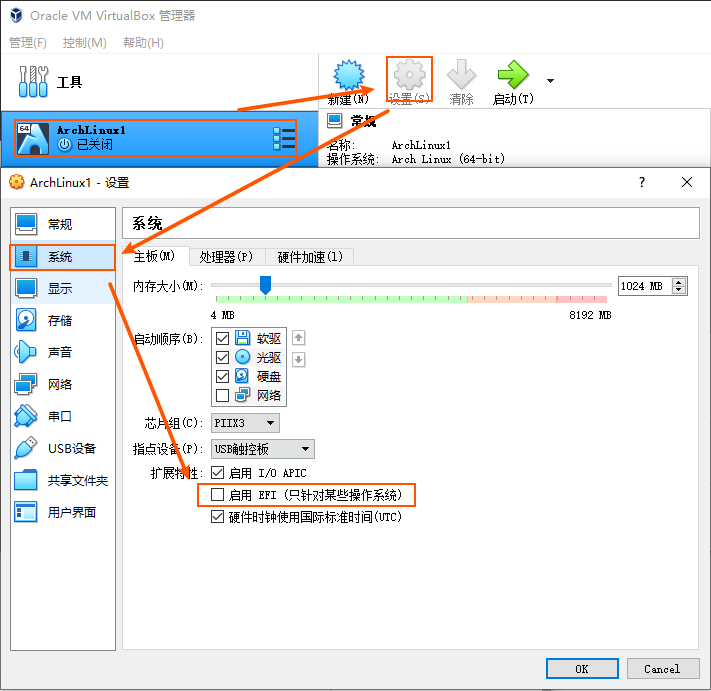 Oracle VM VirtualBox 管理器
管理(F) 控制(M) 帮助(H)
工具
新建(N) 设置(S) 清除 启动(T)
64
ArchLinux1
已关闭
常规
名称: ArchLinux1
操作系统: Arch Linux (64-bit)
ArchLinux1 - 设置
?
常规
系统
显示
存储
声音
网络
串口
USB设备
共享文件夹
用户界面
系统
主板(M) 处理器(P) 硬件加速(l)
内存大小(M): 1024 MB
4 MB 8192 MB
启动顺序(B): 软驱
光驱
硬盘
网络
芯片组(C): PIIX3
指点设备(P): USB触控板
扩展特性: 启用 I/O APIC
启用 EFI (只针对某些操作系统)
硬件时钟使用国际标准时间(UTC)
OK Cancel